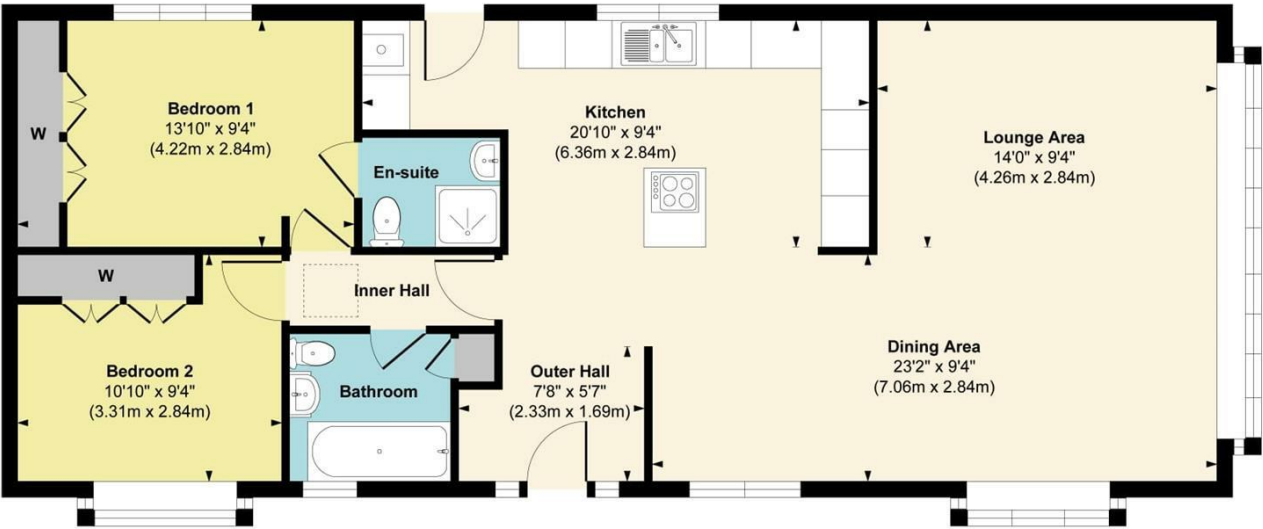 W
Bedroom 1
13'10" x 9'4"
(4.22m x 2.84m)
En-suite
Kitchen
20'10" x 9'4"
(6.36m x 2.84m)
Lounge Area
14'0" x 9'4"
(4.26m x 2.84m)
W
Inner Hall
Bedroom 2
10'10" x 9'4"
(3.31m x 2.84m)
Bathroom
Outer Hall
7'8" x 5'7"
(2.33m x 1.69m)
Dining Area
23'2" x 9'4"
(7.06m x 2.84m)